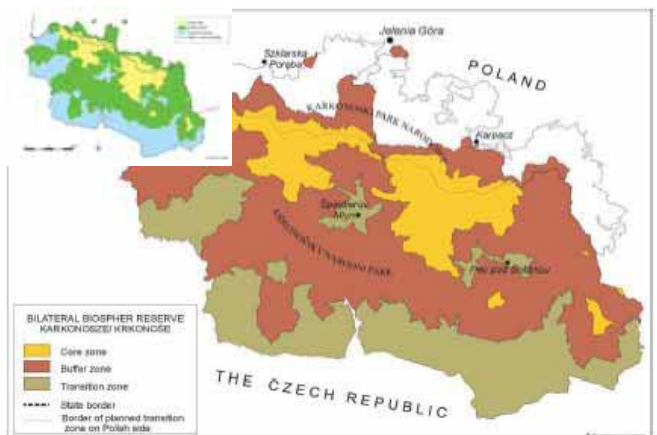 Jelenia Góra
Szklarska
Poręba
POLAND
KARKONOSKI PARK NARODOWY
Karpacz
Špindlerův
Mlýn
Pec pod Sněžkou
KRKONOŠSKÝ NÁRODNÍ PARK
BILATERAL BIOSPHER RESERVE
KARKONOSZE/ KRKONOŠE
Core zone
Buffer zone
Transition zone
State border
Border of planned transition
zone on Polish side
THE CZECH REPUBLIC